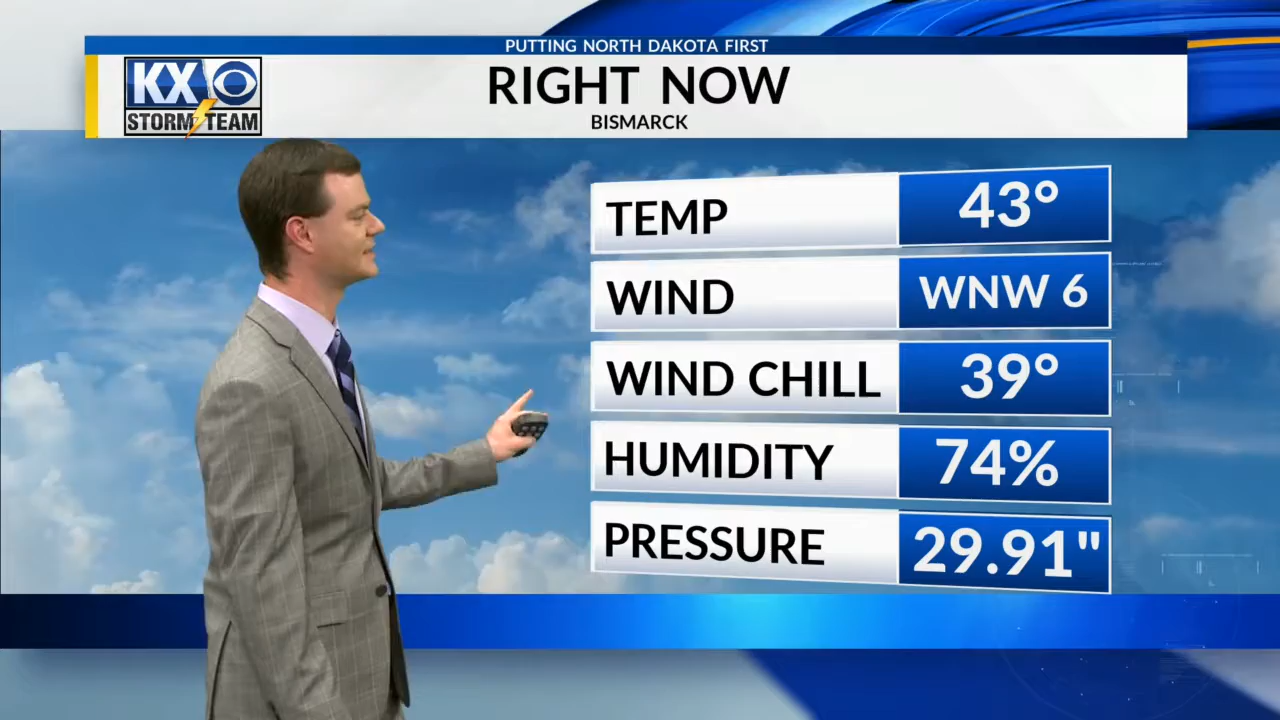 PUTTING NORTH DAKOTA FIRST
KX
STORM TEAM
RIGHT NOW
BISMARCK
TEMP 43°
WIND WNW 6
WIND CHILL 39°
HUMIDITY 74%
PRESSURE 29.91"